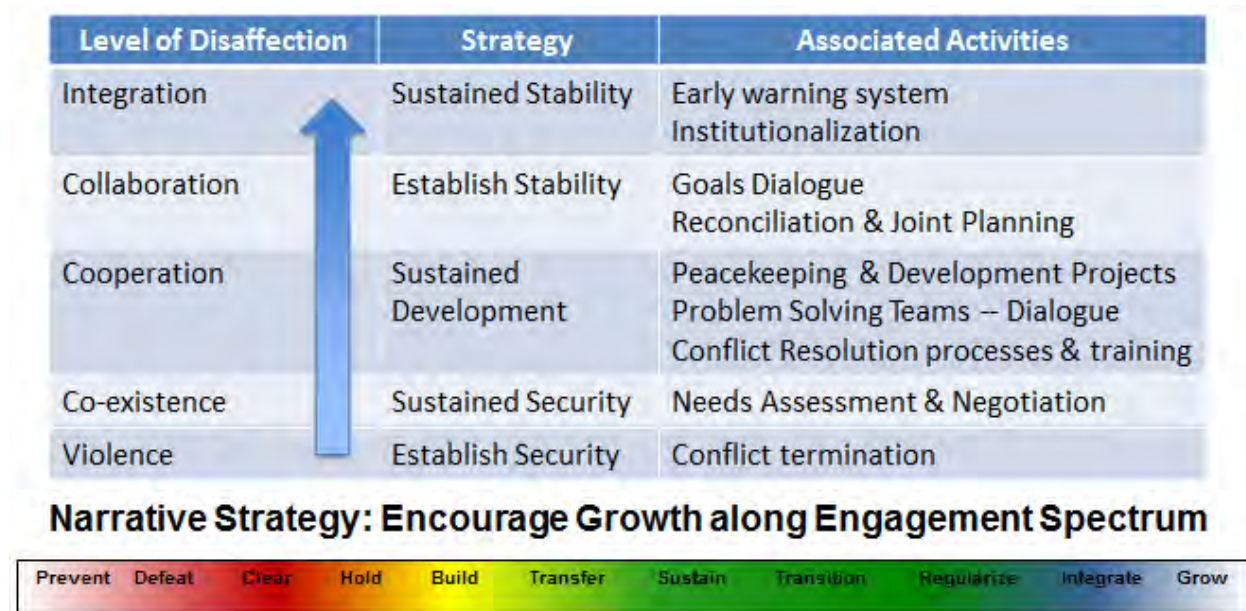 Level of Disaffection Strategy Associated Activities
Integration Sustained Stability Early warning system
Institutionalization
Collaboration Establish Stability Goals Dialogue
Reconciliation & Joint Planning
Cooperation Sustained Peacekeeping & Development Projects
Development Problem Solving Teams -- Dialogue
Conflict Resolution processes & training
Co-existence Sustained Security Needs Assessment & Negotiation
Violence Establish Security Conflict termination
Narrative Strategy: Encourage Growth along Engagement Spectrum
Prevent Defeat Clear Hold Build Transfer Sustain Transition Regularize Integrate Grow